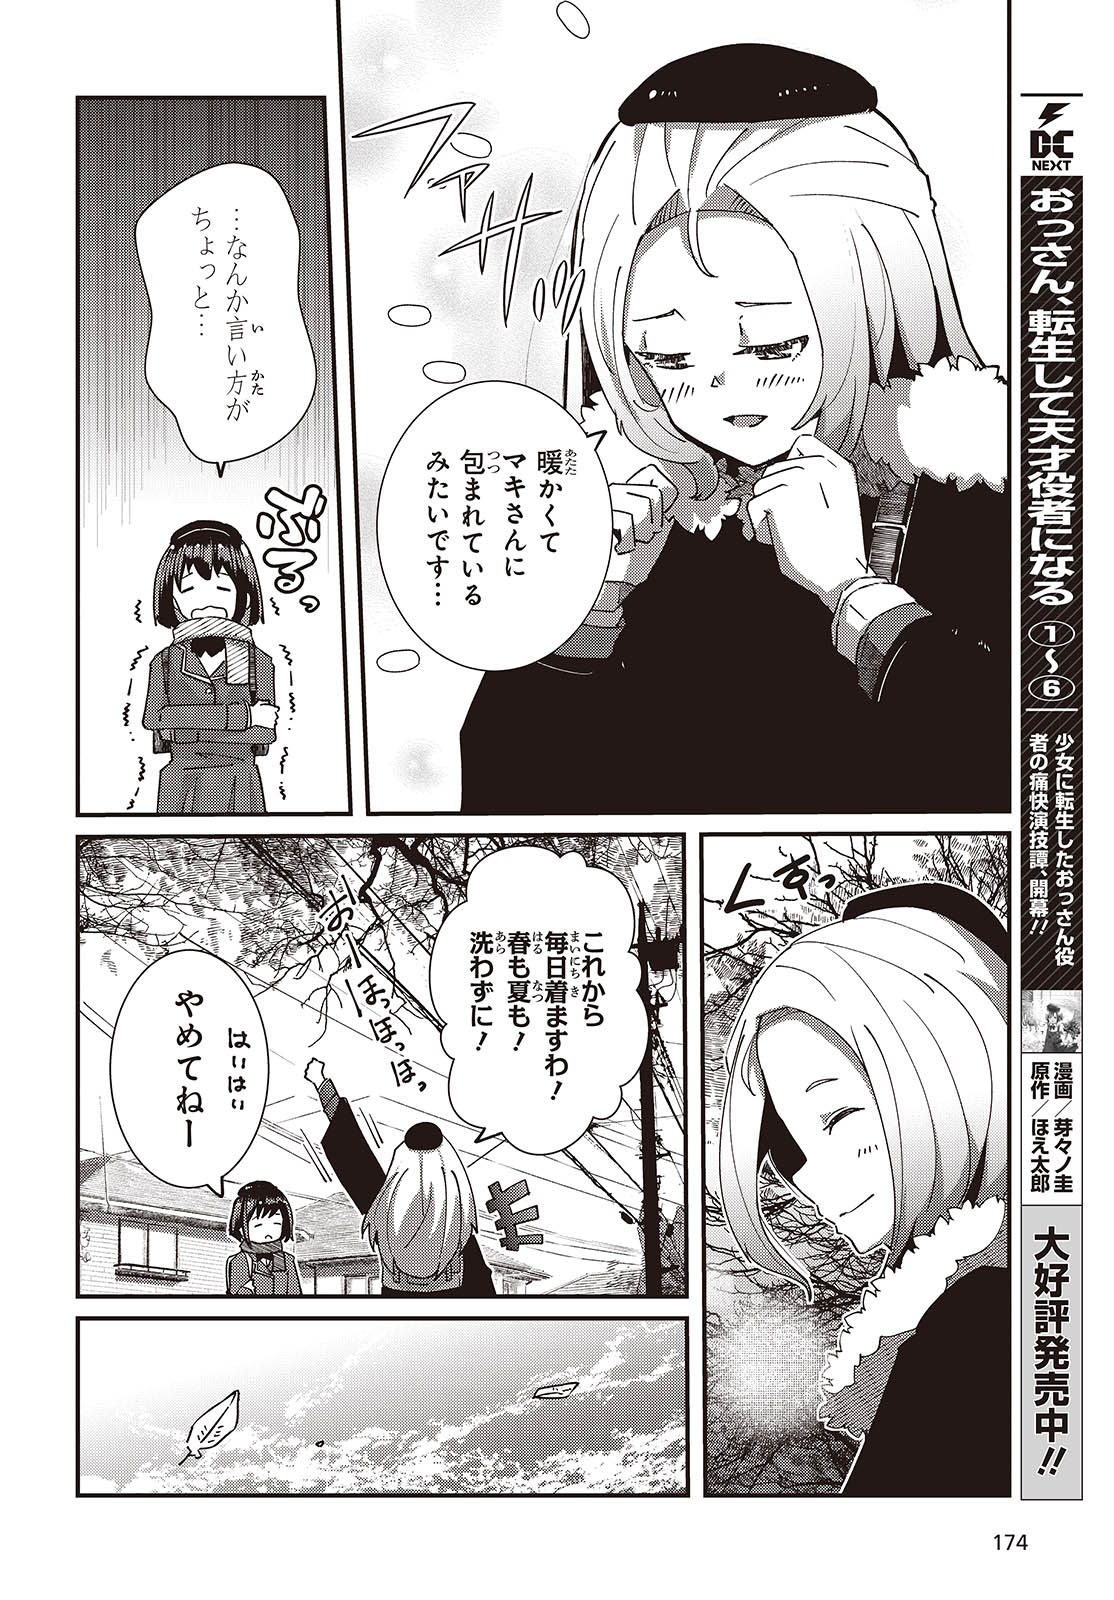 ファサ…
暖かくて
マキさんに
包まれている
みたいです…
…なんか言い方が
ちょっと…
ぶるっ
くすっ
これから
毎日着ますわ!
春も夏も!
洗わずに!
おーほっほっほっ
はいはい
やめてねー
DC
NEXT
おっさん、転生して天才役者になる ①〜⑥
少女に転生したおっさん役
者の痛快演技譚、開幕!!
漫画/芽々ノ圭
原作/ほえ太郎
大好評発売中!!
174